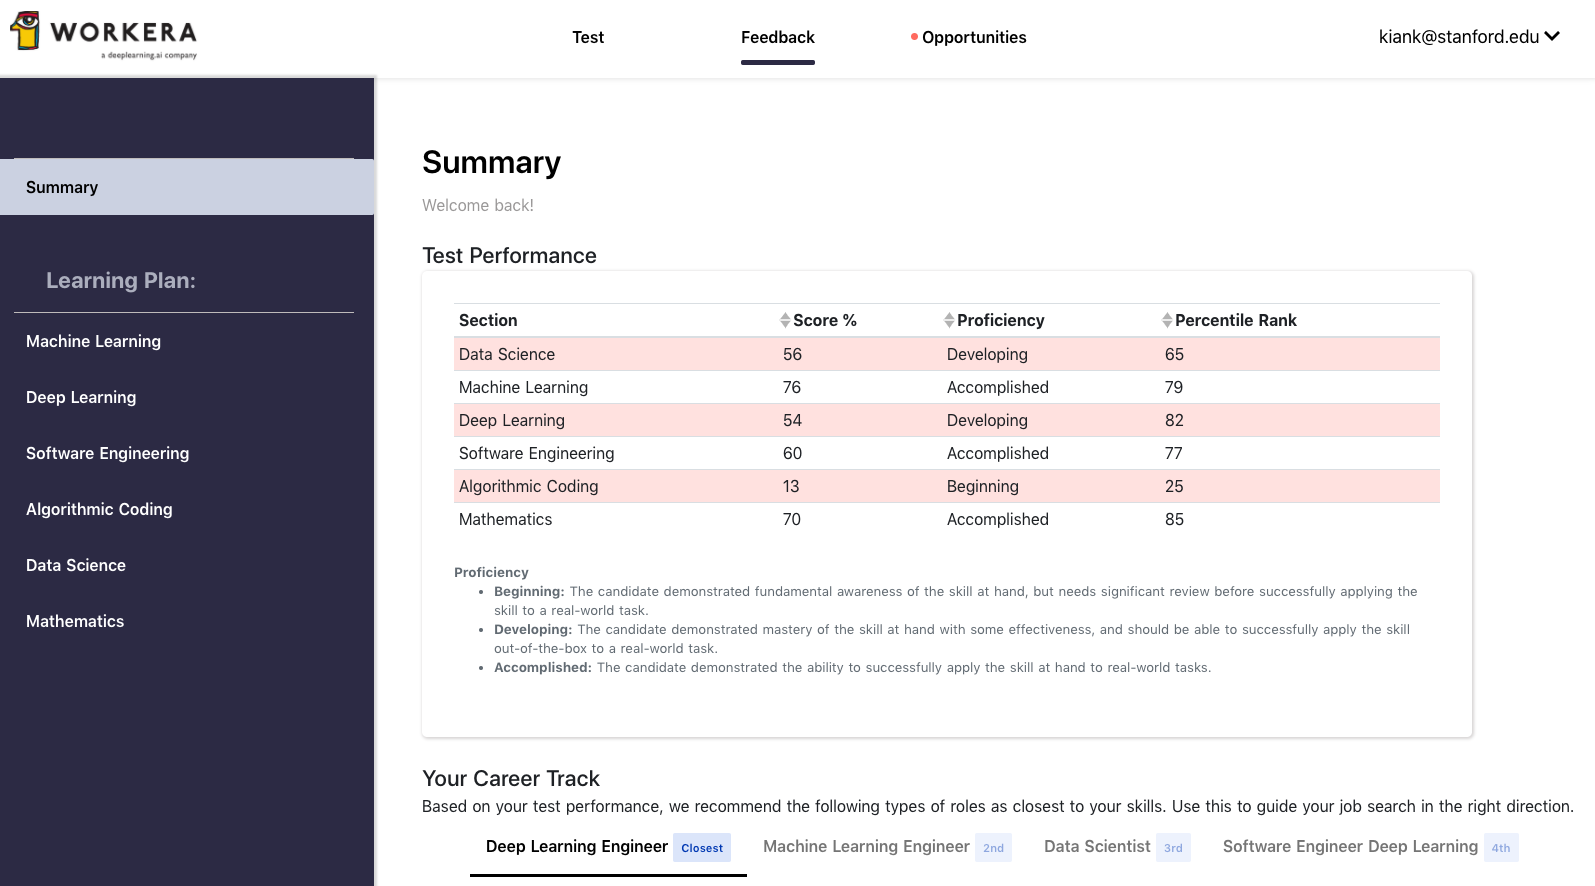 WORKERA
a deeplearning.ai company
Test
Feedback
Opportunities
kiank@stanford.edu
Summary
Learning Plan:
Machine Learning
Deep Learning
Software Engineering
Algorithmic Coding
Data Science
Mathematics
Summary
Welcome back!
Test Performance
Section Score % Proficiency Percentile Rank
Data Science 56 Developing 65
Machine Learning 76 Accomplished 79
Deep Learning 54 Developing 82
Software Engineering 60 Accomplished 77
Algorithmic Coding 13 Beginning 25
Mathematics 70 Accomplished 85
Proficiency
• Beginning: The candidate demonstrated fundamental awareness of the skill at hand, but needs significant review before successfully applying the
skill to a real-world task.
• Developing: The candidate demonstrated mastery of the skill at hand with some effectiveness, and should be able to successfully apply the skill
out-of-the-box to a real-world task.
• Accomplished: The candidate demonstrated the ability to successfully apply the skill at hand to real-world tasks.
Your Career Track
Based on your test performance, we recommend the following types of roles as closest to your skills. Use this to guide your job search in the right direction.
Deep Learning Engineer Closest Machine Learning Engineer 2nd Data Scientist 3rd Software Engineer Deep Learning 4th